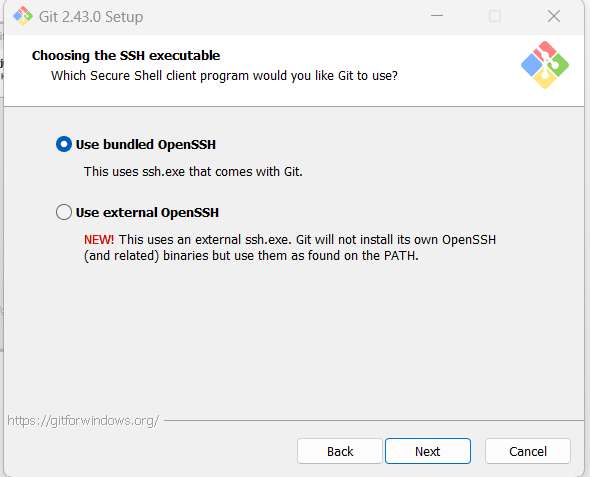 Git 2.43.0 Setup
Choosing the SSH executable
Which Secure Shell client program would you like Git to use?
Use bundled OpenSSH
This uses ssh.exe that comes with Git.
Use external OpenSSH
NEW! This uses an external ssh.exe. Git will not install its own OpenSSH
(and related) binaries but use them as found on the PATH.
https://gitforwindows.org/
Back
Next
Cancel